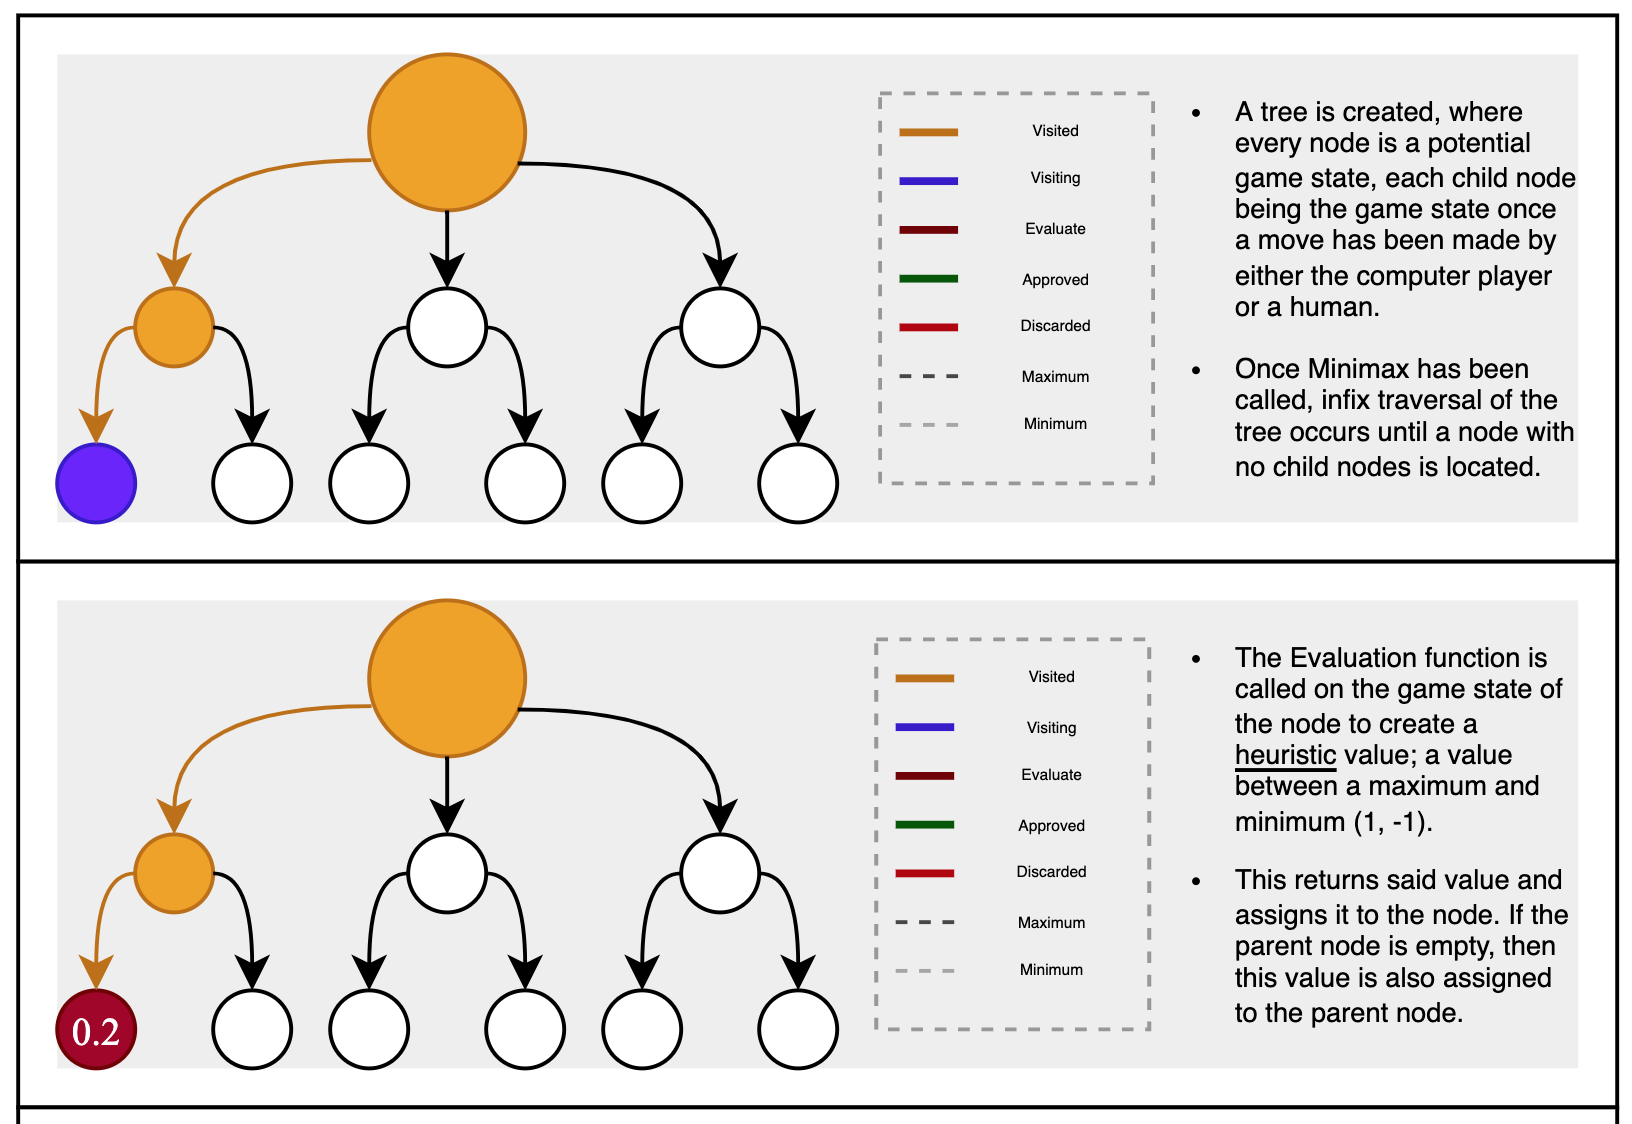 Visited
Visiting
Evaluate
Approved
Discarded
Maximum
Minimum
• A tree is created, where
every node is a potential
game state, each child node
being the game state once
a move has been made by
either the computer player
or a human.
• Once Minimax has been
called, infix traversal of the
tree occurs until a node with
no child nodes is located.
0.2
Visited
Visiting
Evaluate
Approved
Discarded
Maximum
Minimum
• The Evaluation function is
called on the game state of
the node to create a
heuristic value; a value
between a maximum and
minimum (1, -1).
• This returns said value and
assigns it to the node. If the
parent node is empty, then
this value is also assigned
to the parent node.